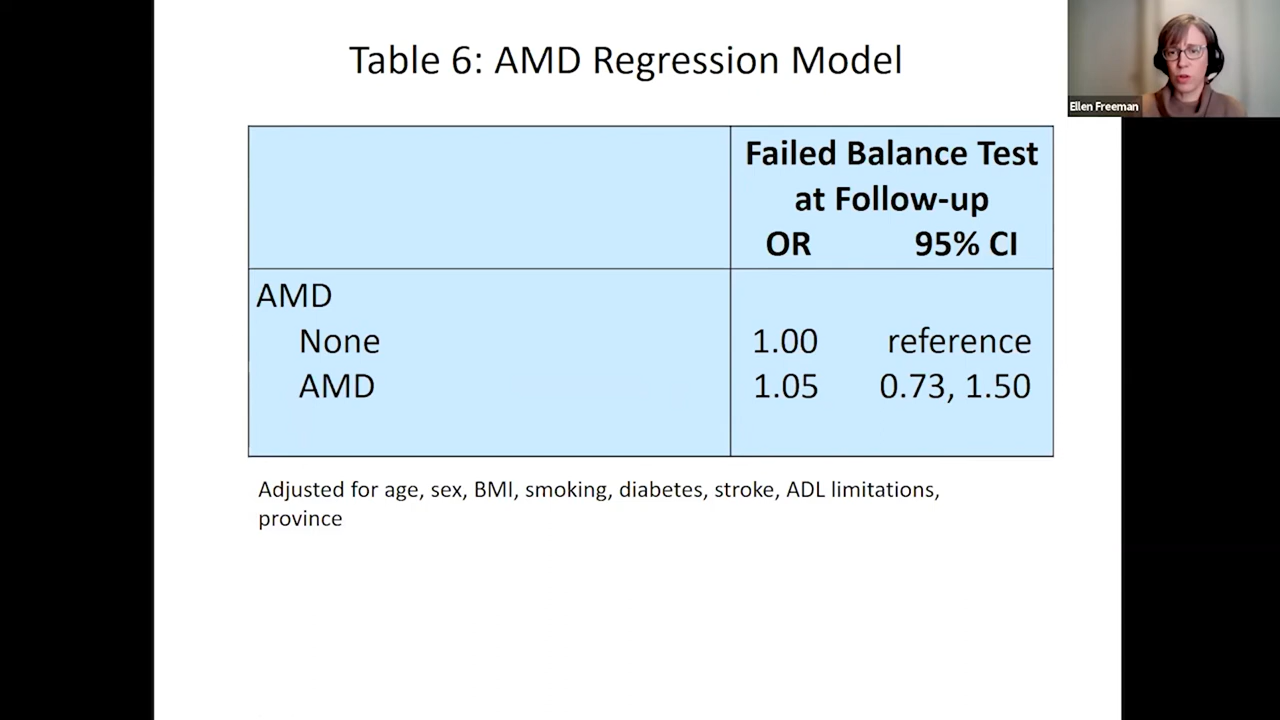 Table 6: AMD Regression Model
Ellen Freeman
Failed Balance Test
at Follow-up
OR 95% CI
AMD
None 1.00 reference
AMD 1.05 0.73, 1.50
Adjusted for age, sex, BMI, smoking, diabetes, stroke, ADL limitations,
province